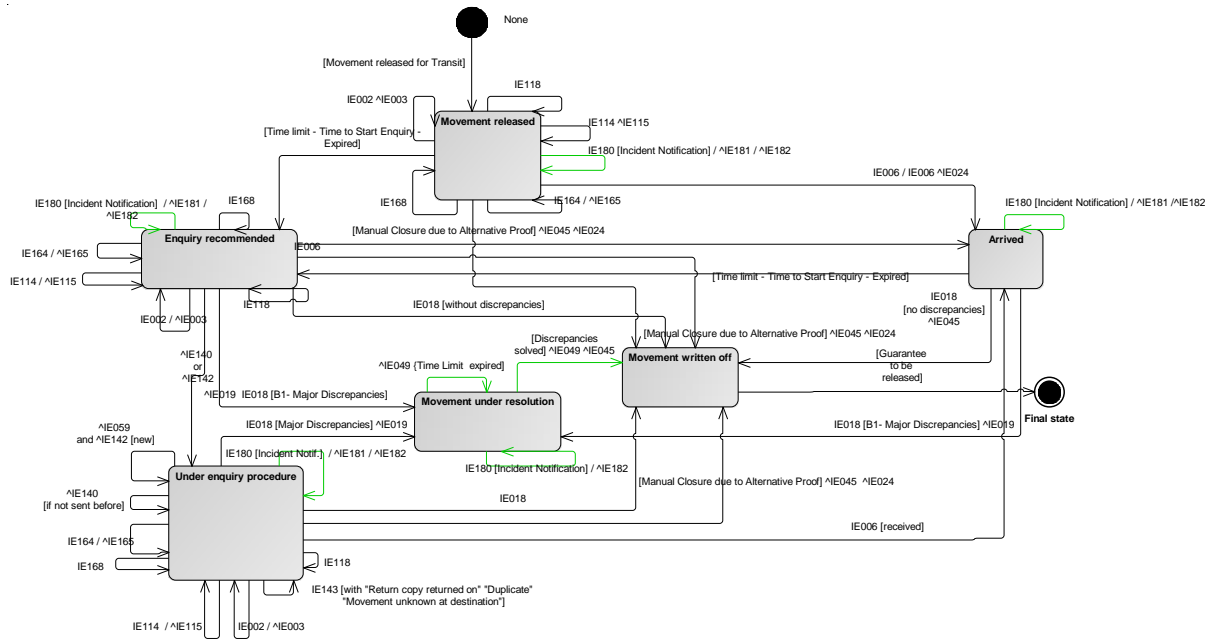 None
[Movement released for Transit]
IE118
IE002 ^IE003
Movement released
IE114 ^IE115
[Time limit - Time to Start Enquiry -
Expired]
IE180 [Incident Notification] / ^IE181 / ^IE182
IE006 / IE006 ^IE024
IE168
IE164 / ^IE165
IE180 [Incident Notification] / ^IE181 /
^IE182
IE168
IE180 [Incident Notification] / ^IE181 /^IE182
Enquiry recommended
[Manual Closure due to Alternative Proof] ^IE045 ^IE024
Arrived
IE006
IE164 / ^IE165
IE114 / ^IE115
[Time limit - Time to Start Enquiry - Expired]
IE118
IE018 [without discrepancies]
IE018
[no discrepancies]
^IE045
IE002 / ^IE003
[Discrepancies
solved] ^IE049 ^IE045
[Manual Closure due to Alternative Proof] ^IE045 ^IE024
Movement written off
[Guarantee
to be
released]
^IE140
or
^IE142
^IE049 {Time Limit expired]
^IE019 IE018 [B1- Major Discrepancies]
Movement under resolution
Final state
^IE059
and ^IE142 [new]
IE018 [Major Discrepancies] ^IE019
IE018 [B1- Major Discrepancies] ^IE019
IE180 [Incident Notif.] / ^IE181 / ^IE182
IE180 [Incident Notification] / ^IE182
Under enquiry procedure
[Manual Closure due to Alternative Proof] ^IE045 ^IE024
^IE140
[if not sent before]
IE018
IE006 [received]
IE164 / ^IE165
IE168
IE118
IE143 [with "Return copy returned on" "Duplicate"
"Movement unknown at destination"]
IE114 / ^IE115
IE002 / ^IE003